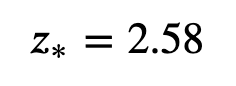 z* = 2.58